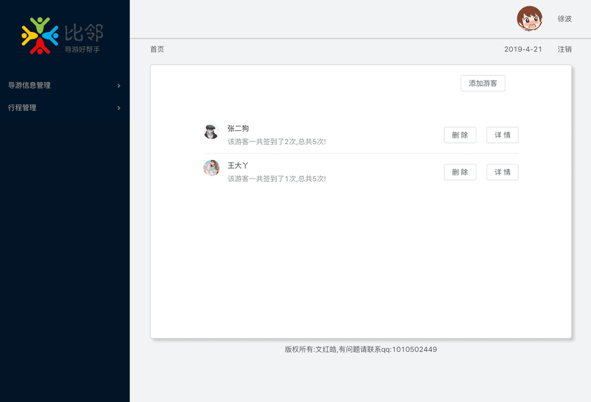 比邻
导游好帮手
徐波
导游信息管理
行程管理
首页
2019-4-21 注销
添加游客
张二狗
该游客一共签到了2次,总共5次!
删 除 详 情
王大丫
该游客一共签到了1次,总共5次!
删 除 详 情
版权所有:文红皓,有问题请联系qq:1010502449